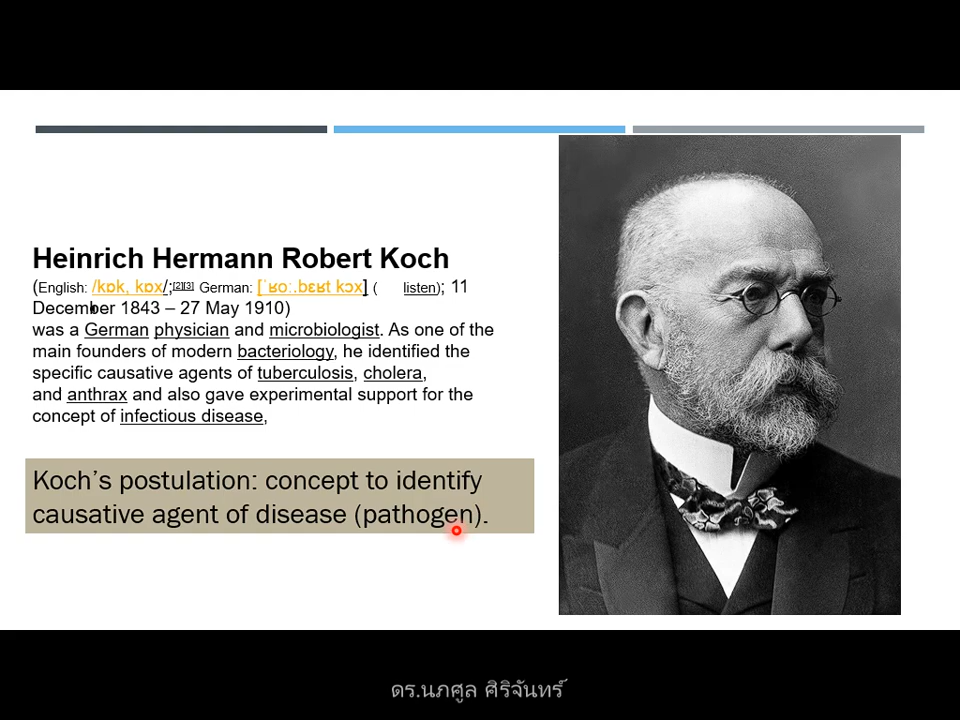 Heinrich Hermann Robert Koch
(English: /kɒk, kɒx/;[2][3] German: [ˈʁoː.bɛʁt kɔx] ( listen); 11
December 1843 – 27 May 1910)
was a German physician and microbiologist. As one of the
main founders of modern bacteriology, he identified the
specific causative agents of tuberculosis, cholera,
and anthrax and also gave experimental support for the
concept of infectious disease,
Koch’s postulation: concept to identify
causative agent of disease (pathogen).
ดร.นภศูล ศิริจันทร์